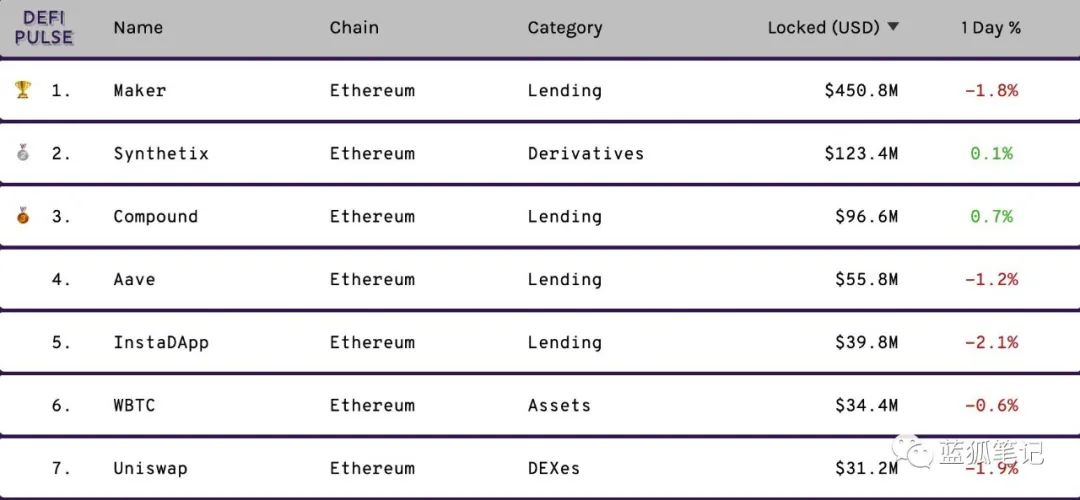 DEFI PULSE Name Chain Category Locked (USD) ▼ 1 Day %
1. Maker Ethereum Lending $450.8M -1.8%
2. Synthetix Ethereum Derivatives $123.4M 0.1%
3. Compound Ethereum Lending $96.6M 0.7%
4. Aave Ethereum Lending $55.8M -1.2%
5. InstaDApp Ethereum Lending $39.8M -2.1%
6. WBTC Ethereum Assets $34.4M -0.6%
7. Uniswap Ethereum DEXes $31.2M -1.9%
蓝狐笔记